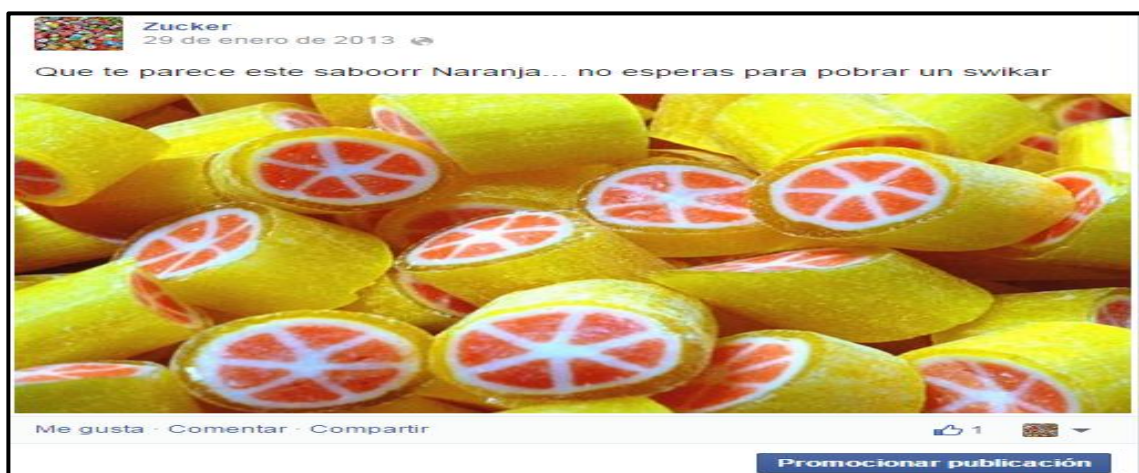 Zucker
29 de enero de 2013
Que te parece este saboorr Naranja... no esperas para pobrar un swikar
Me gusta · Comentar · Compartir
1
Promocionar publicación